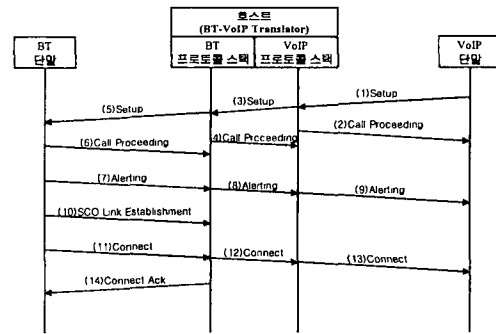 호스트
(BT-VoIP Translator)
BT
단말
BT
프로토콜 스택
VoIP
프로토콜 스택
VoIP
단말
(1)Setup
(3)Setup
(5)Setup
(2)Call Proceeding
(4)Call Proceeding
(6)Call Proceeding
(7)Alerting
(8)Alerting
(9)Alerting
(10)SCO Link Establishment
(11)Connect
(12)Connect
(13)Connect
(14)Connect Ack